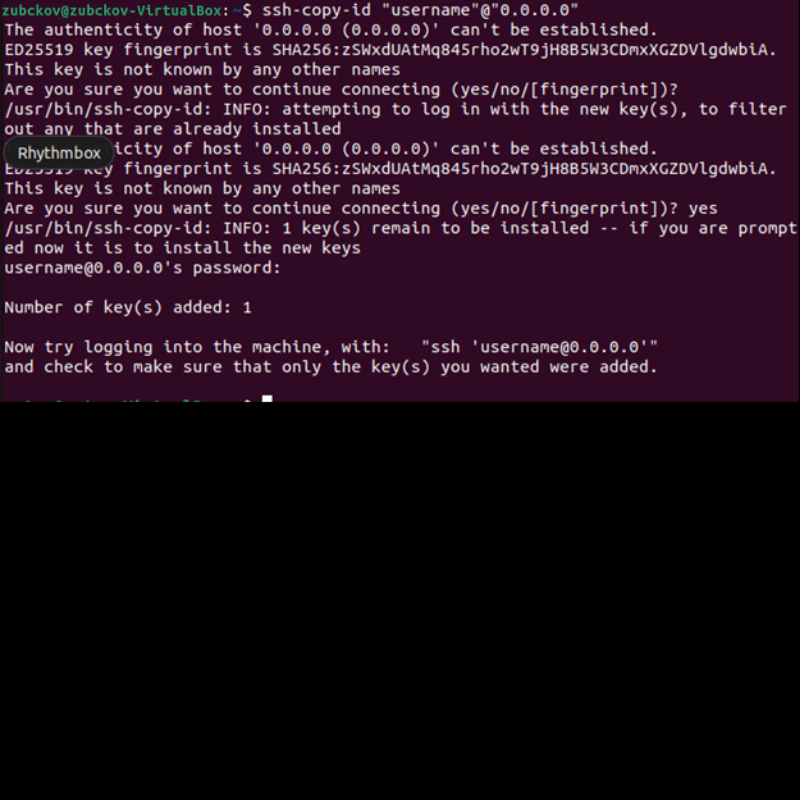 zubckov@zubckov-VirtualBox:~$ ssh-copy-id "username"@"0.0.0.0"
The authenticity of host '0.0.0.0 (0.0.0.0)' can't be established.
ED25519 key fingerprint is SHA256:zSWxdUAtMq845rho2wT9jH8B5W3CDmxXGZDVlgdwbiA.
This key is not known by any other names
Are you sure you want to continue connecting (yes/no/[fingerprint])?
/usr/bin/ssh-copy-id: INFO: attempting to log in with the new key(s), to filter
out any that are already installed
Rhythmbox
icity of host '0.0.0.0 (0.0.0.0)' can't be established.
ED25519 key fingerprint is SHA256:zSWxdUAtMq845rho2wT9jH8B5W3CDmxXGZDVlgdwbiA.
This key is not known by any other names
Are you sure you want to continue connecting (yes/no/[fingerprint])? yes
/usr/bin/ssh-copy-id: INFO: 1 key(s) remain to be installed -- if you are prompt
ed now it is to install the new keys
username@0.0.0.0's password:
Number of key(s) added: 1
Now try logging into the machine, with:   "ssh 'username@0.0.0.0'"
and check to make sure that only the key(s) you wanted were added.